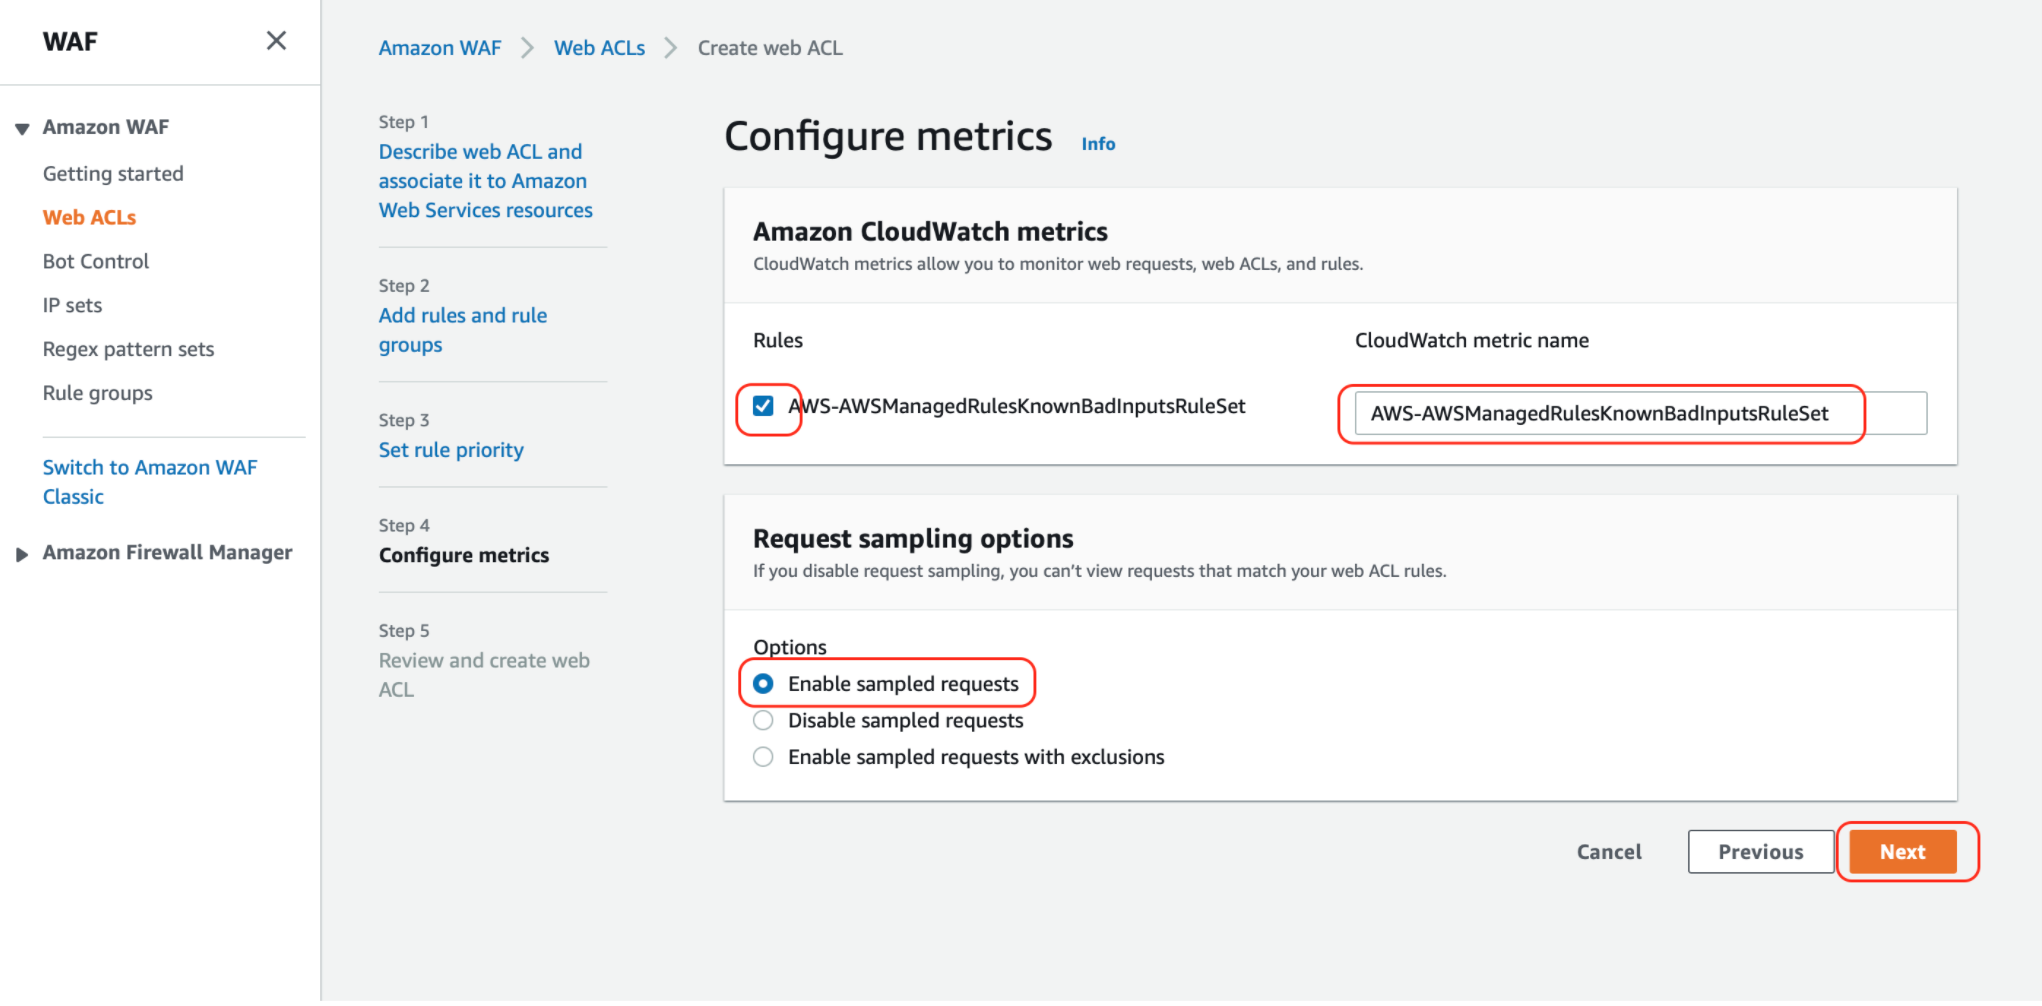 WAF
Amazon WAF
Getting started
Web ACLs
Bot Control
IP sets
Regex pattern sets
Rule groups
Switch to Amazon WAF
Classic
Amazon Firewall Manager
Amazon WAF
Web ACLs
Create web ACL
Step 1
Describe web ACL and
associate it to Amazon
Web Services resources
Step 2
Add rules and rule
groups
Step 3
Set rule priority
Step 4
Configure metrics
Step 5
Review and create web
ACL
Configure metrics Info
Amazon CloudWatch metrics
CloudWatch metrics allow you to monitor web requests, web ACLs, and rules.
Rules
CloudWatch metric name
AWS-AWSManagedRulesKnownBadInputsRuleSet
AWS-AWSManagedRulesKnownBadInputsRuleSet
Request sampling options
If you disable request sampling, you can’t view requests that match your web ACL rules.
Options
Enable sampled requests
Disable sampled requests
Enable sampled requests with exclusions
Cancel
Previous
Next